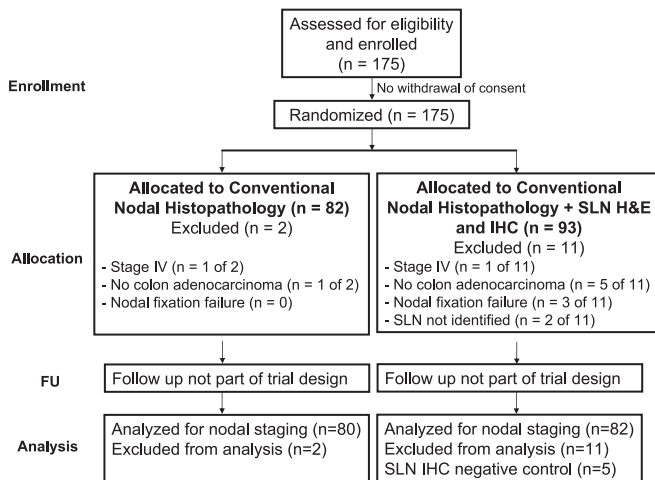 Assessed for eligibility
and enrolled
(n = 175)
Enrollment
No withdrawal of consent
Randomized (n = 175)
Allocated to Conventional
Nodal Histopathology (n = 82)
Excluded (n = 2)
- Stage IV (n = 1 of 2)
- No colon adenocarcinoma (n = 1 of 2)
- Nodal fixation failure (n = 0)
Allocated to Conventional
Nodal Histopathology + SLN H&E
and IHC (n = 93)
Excluded (n = 11)
- Stage IV (n = 1 of 11)
- No colon adenocarcinoma (n = 5 of 11)
- Nodal fixation failure (n = 3 of 11)
- SLN not identified (n = 2 of 11)
Allocation
FU
Follow up not part of trial design
Follow up not part of trial design
Analysis
Analyzed for nodal staging (n=80)
Excluded from analysis (n=2)
Analyzed for nodal staging (n=82)
Excluded from analysis (n=11)
SLN IHC negative control (n=5)